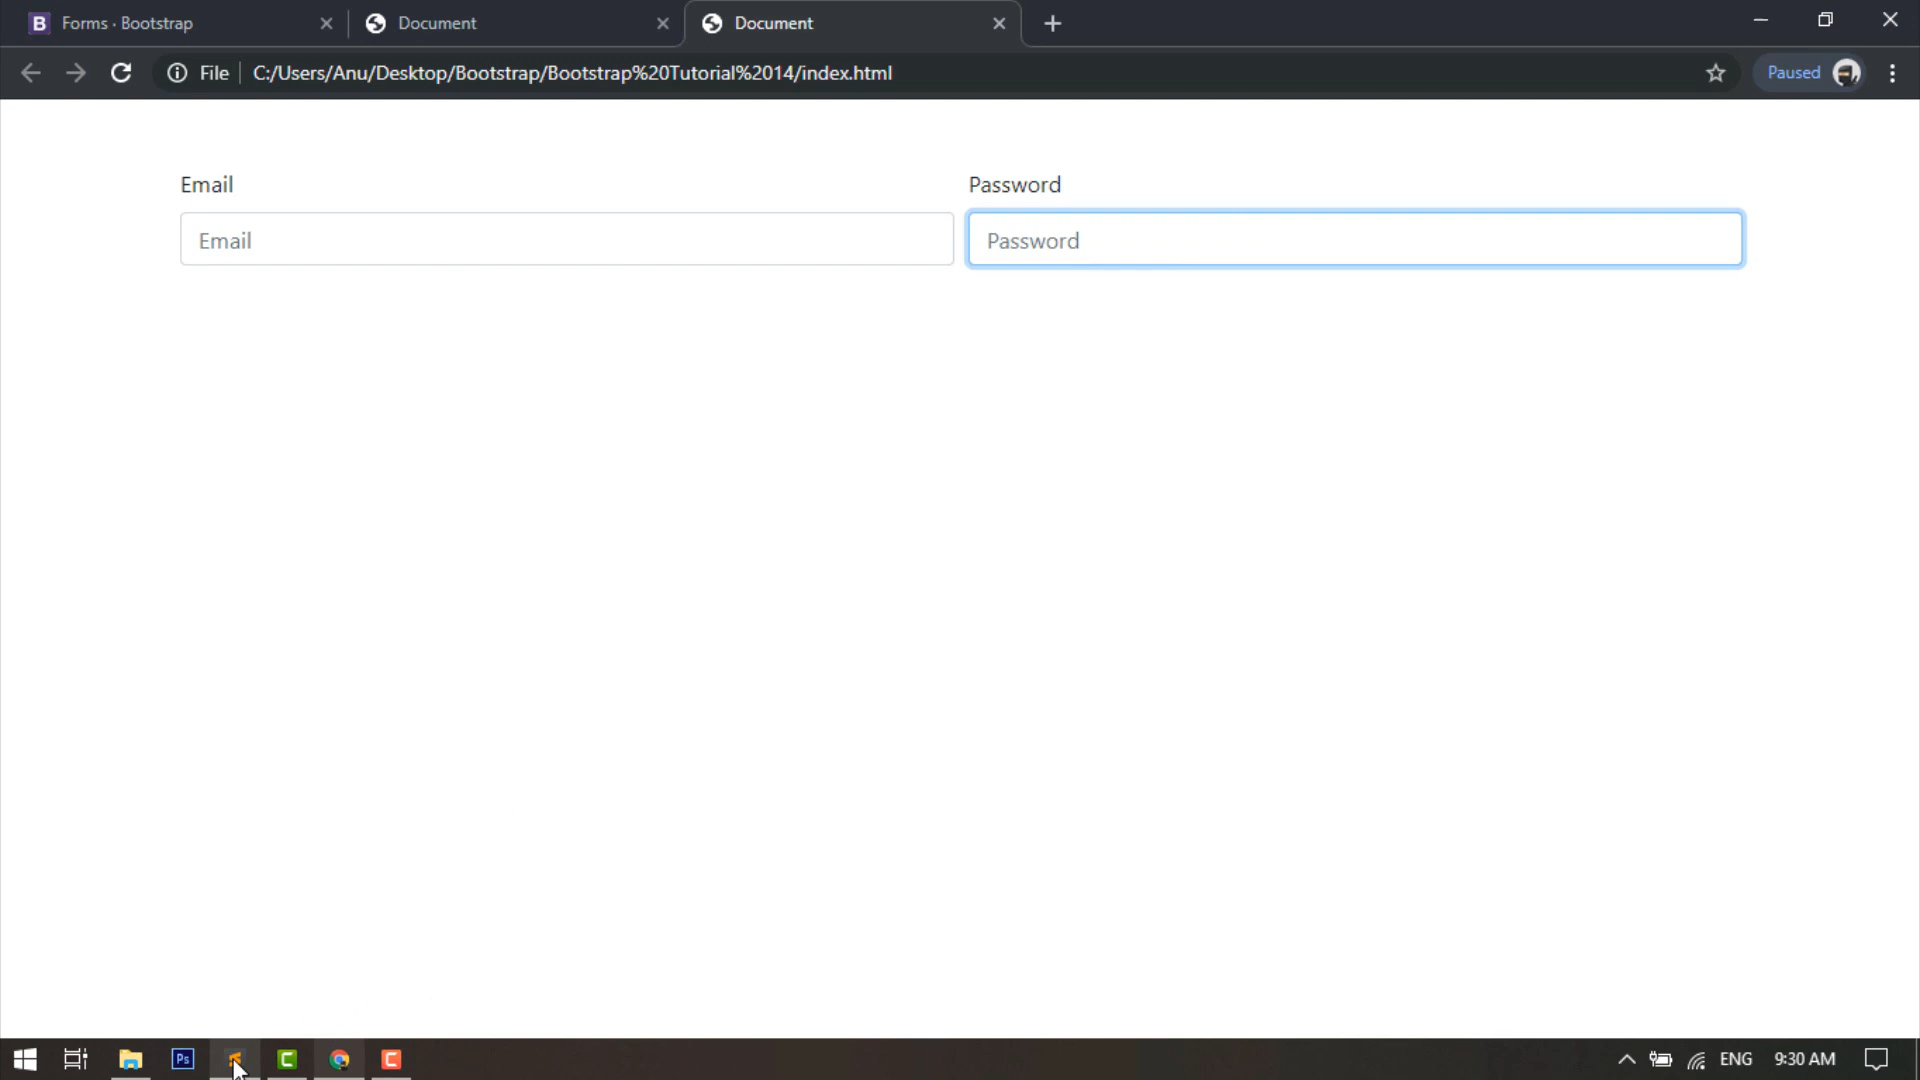 B Forms · Bootstrap
Document
Document
File C:/Users/Anu/Desktop/Bootstrap/Bootstrap%20Tutorial%2014/index.html
Paused
Email
Password
Email
Password
Ps
C
C
ENG
9:30 AM